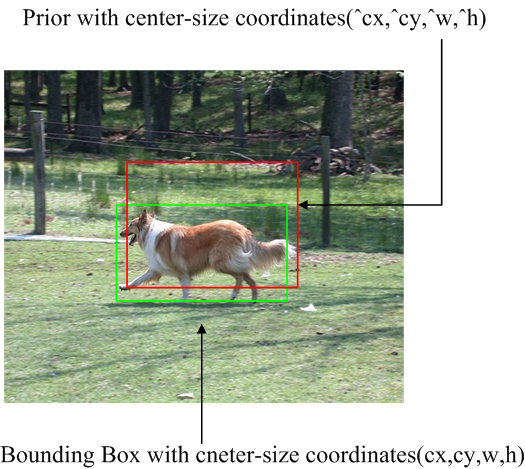 Prior with center-size coordinates(ˆcx,ˆcy,ˆw,ˆh)
Bounding Box with cneter-size coordinates(cx,cy,w,h)